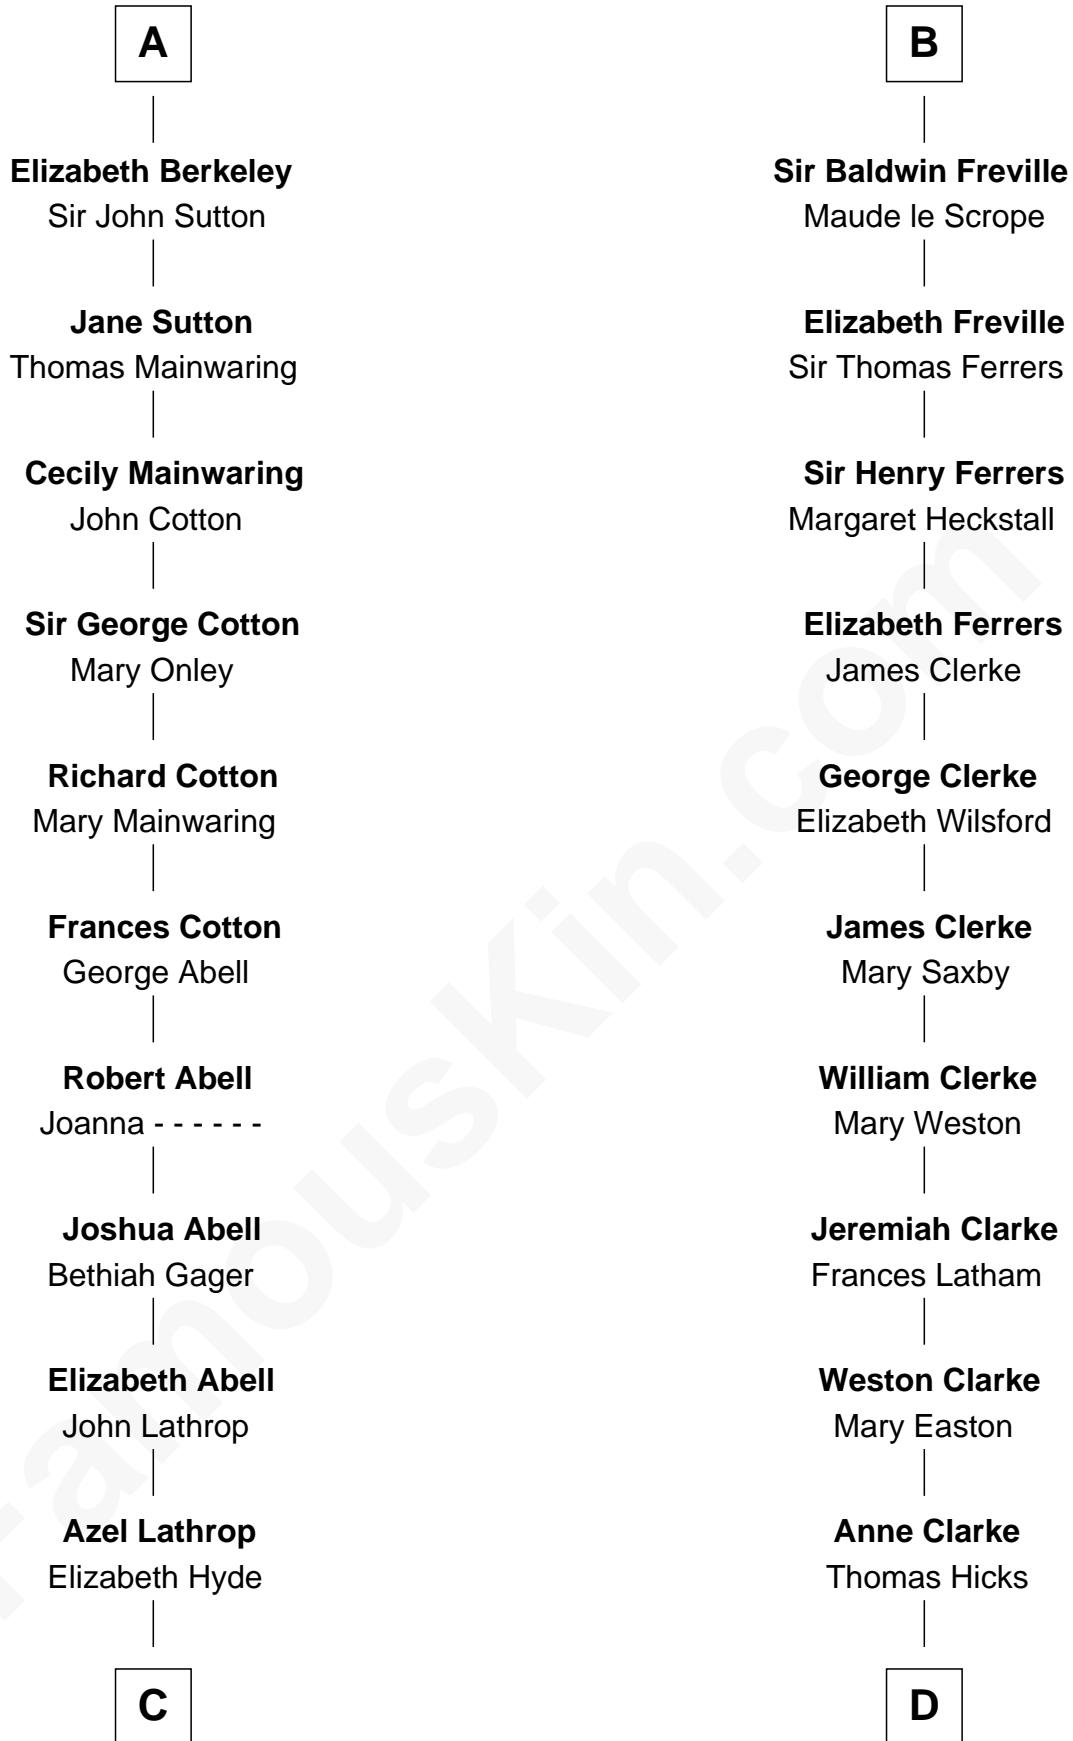 A
Elizabeth Berkeley
Sir John Sutton
Jane Sutton
Thomas Mainwaring
Cecily Mainwaring
John Cotton
Sir George Cotton
Mary Onley
Richard Cotton
Mary Mainwaring
Frances Cotton
George Abell
Robert Abell
Joanna - - - - - -
Joshua Abell
Bethiah Gager
Elizabeth Abell
John Lathrop
Azel Lathrop
Elizabeth Hyde
C
B
Sir Baldwin Freville
Maude le Scrope
Elizabeth Freville
Sir Thomas Ferrers
Sir Henry Ferrers
Margaret Heckstall
Elizabeth Ferrers
James Clerke
George Clerke
Elizabeth Wilsford
James Clerke
Mary Saxby
William Clerke
Mary Weston
Jeremiah Clarke
Frances Latham
Weston Clarke
Mary Easton
Anne Clarke
Thomas Hicks
D
FamousKin.com